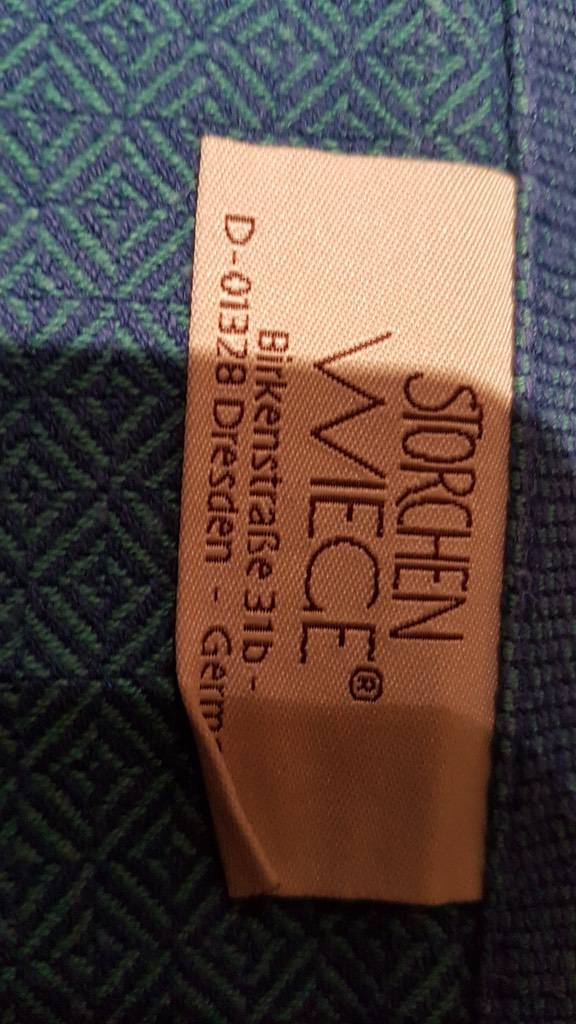 STORCHEN
WIEGE®
Birkenstraße 31b -
D-01328 Dresden - Germ